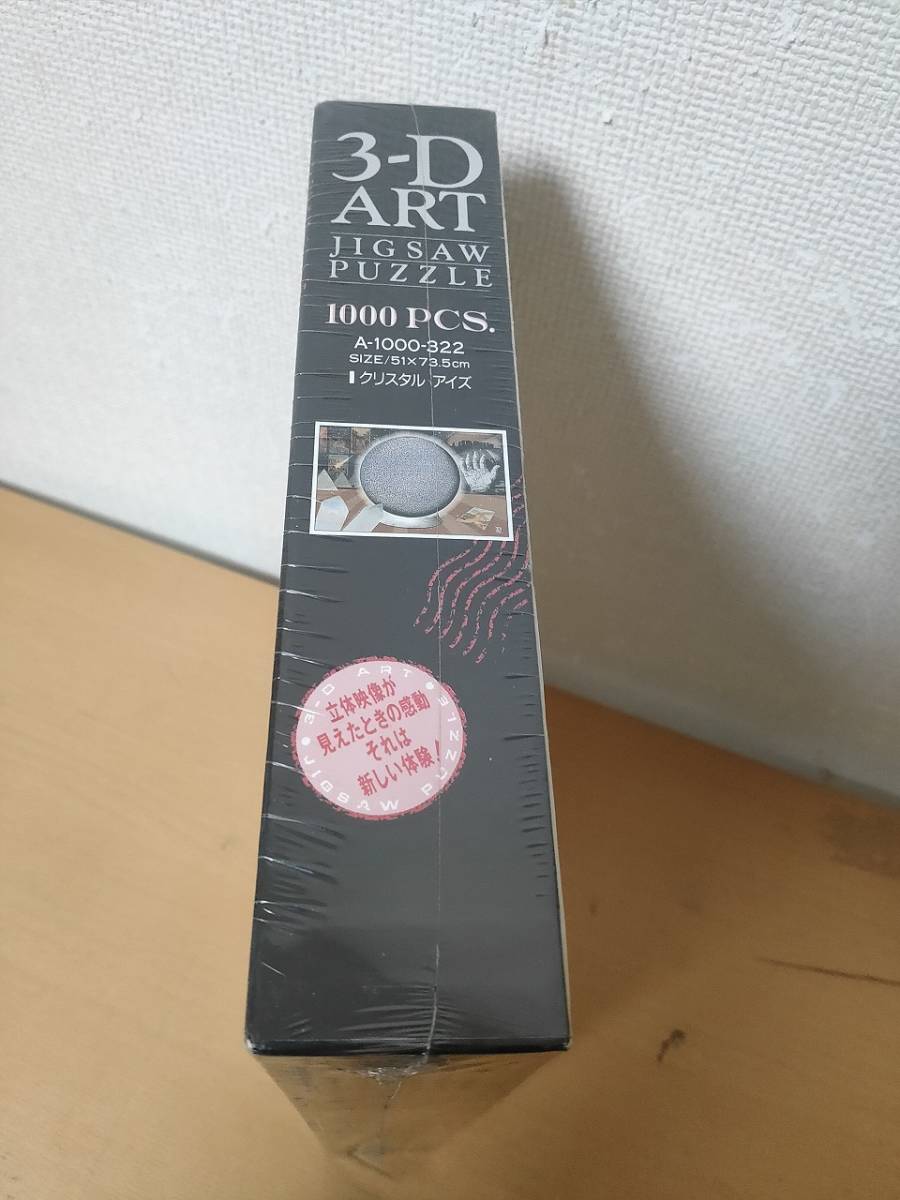 3-D
ART
JIGSAW
PUZZLE
1000 PCS.
A-1000-322
SIZE/51×73.5cm
クリスタル アイズ
3-D ART
立体映像が
見えたときの感動
それは
新しい体験!
JIGSAW PUZZLE